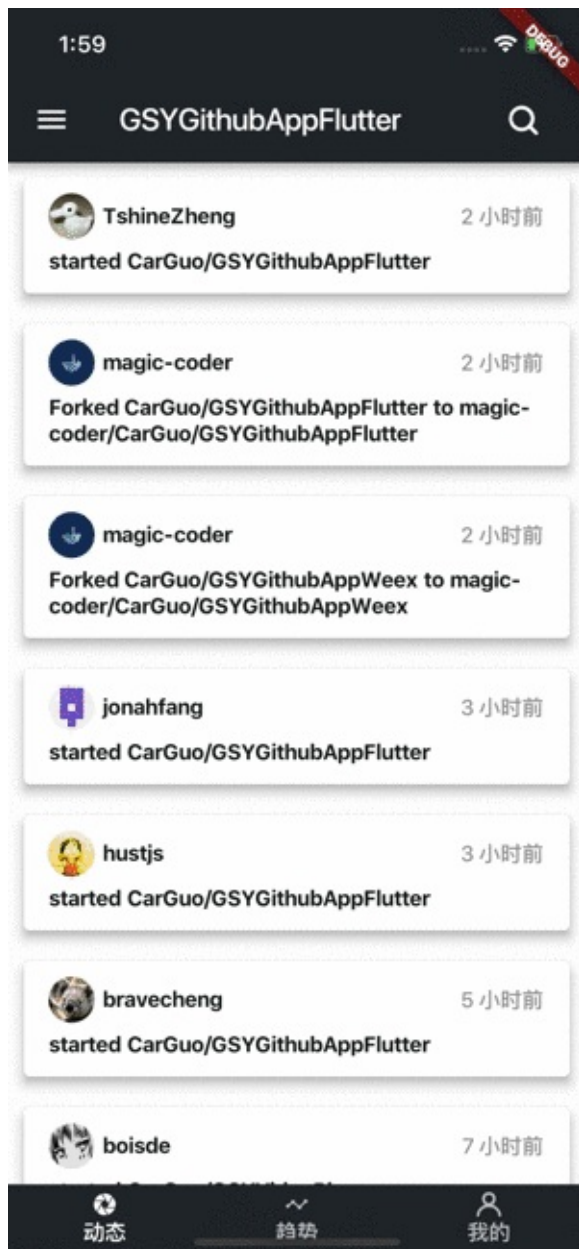 1:59
DEBUG
GSYGithubAppFlutter
TshineZheng 2 小时前
started CarGuo/GSYGithubAppFlutter
magic-coder 2 小时前
Forked CarGuo/GSYGithubAppFlutter to magic-
coder/CarGuo/GSYGithubAppFlutter
magic-coder 2 小时前
Forked CarGuo/GSYGithubAppWeex to magic-
coder/CarGuo/GSYGithubAppWeex
jonahfang 3 小时前
started CarGuo/GSYGithubAppFlutter
hustjs 3 小时前
started CarGuo/GSYGithubAppFlutter
bravecheng 5 小时前
started CarGuo/GSYGithubAppFlutter
boisde 7 小时前
动态 趋势 我的